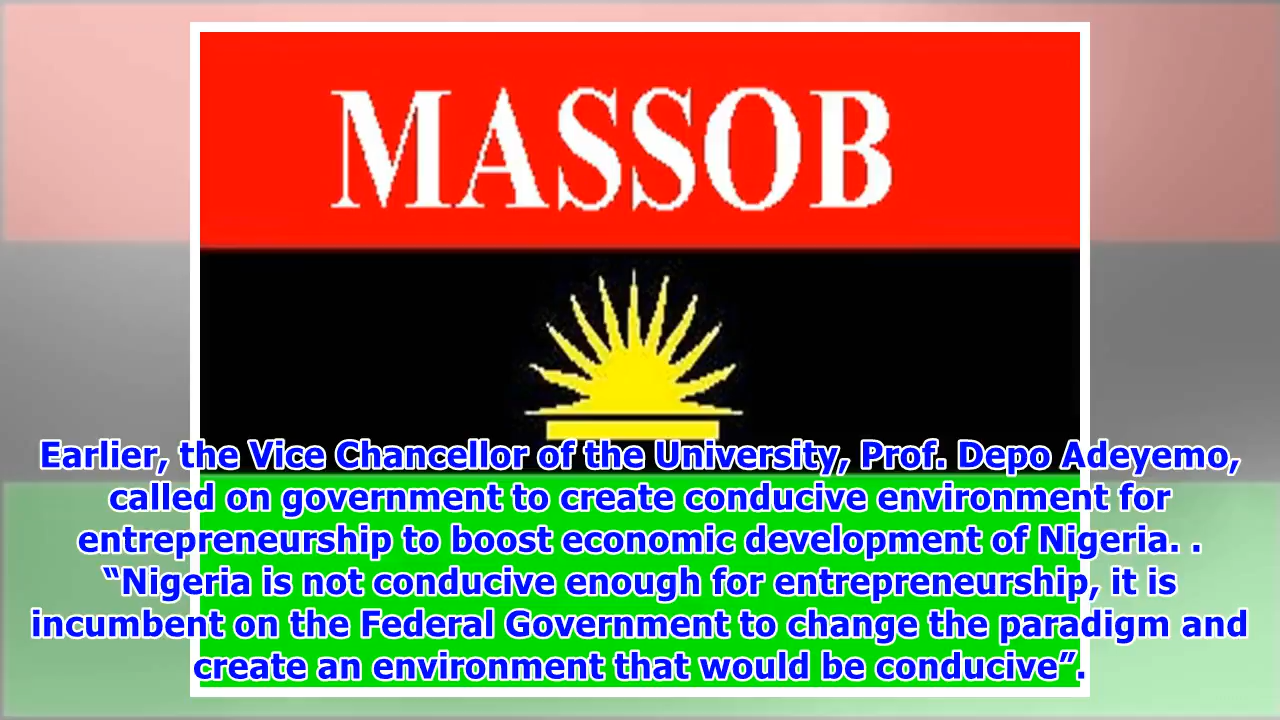 MASSOB
Earlier, the Vice Chancellor of the University, Prof. Depo Adeyemo,
called on government to create conducive environment for
entrepreneurship to boost economic development of Nigeria. .
“Nigeria is not conducive enough for entrepreneurship, it is
incumbent on the Federal Government to change the paradigm and
create an environment that would be conducive”.